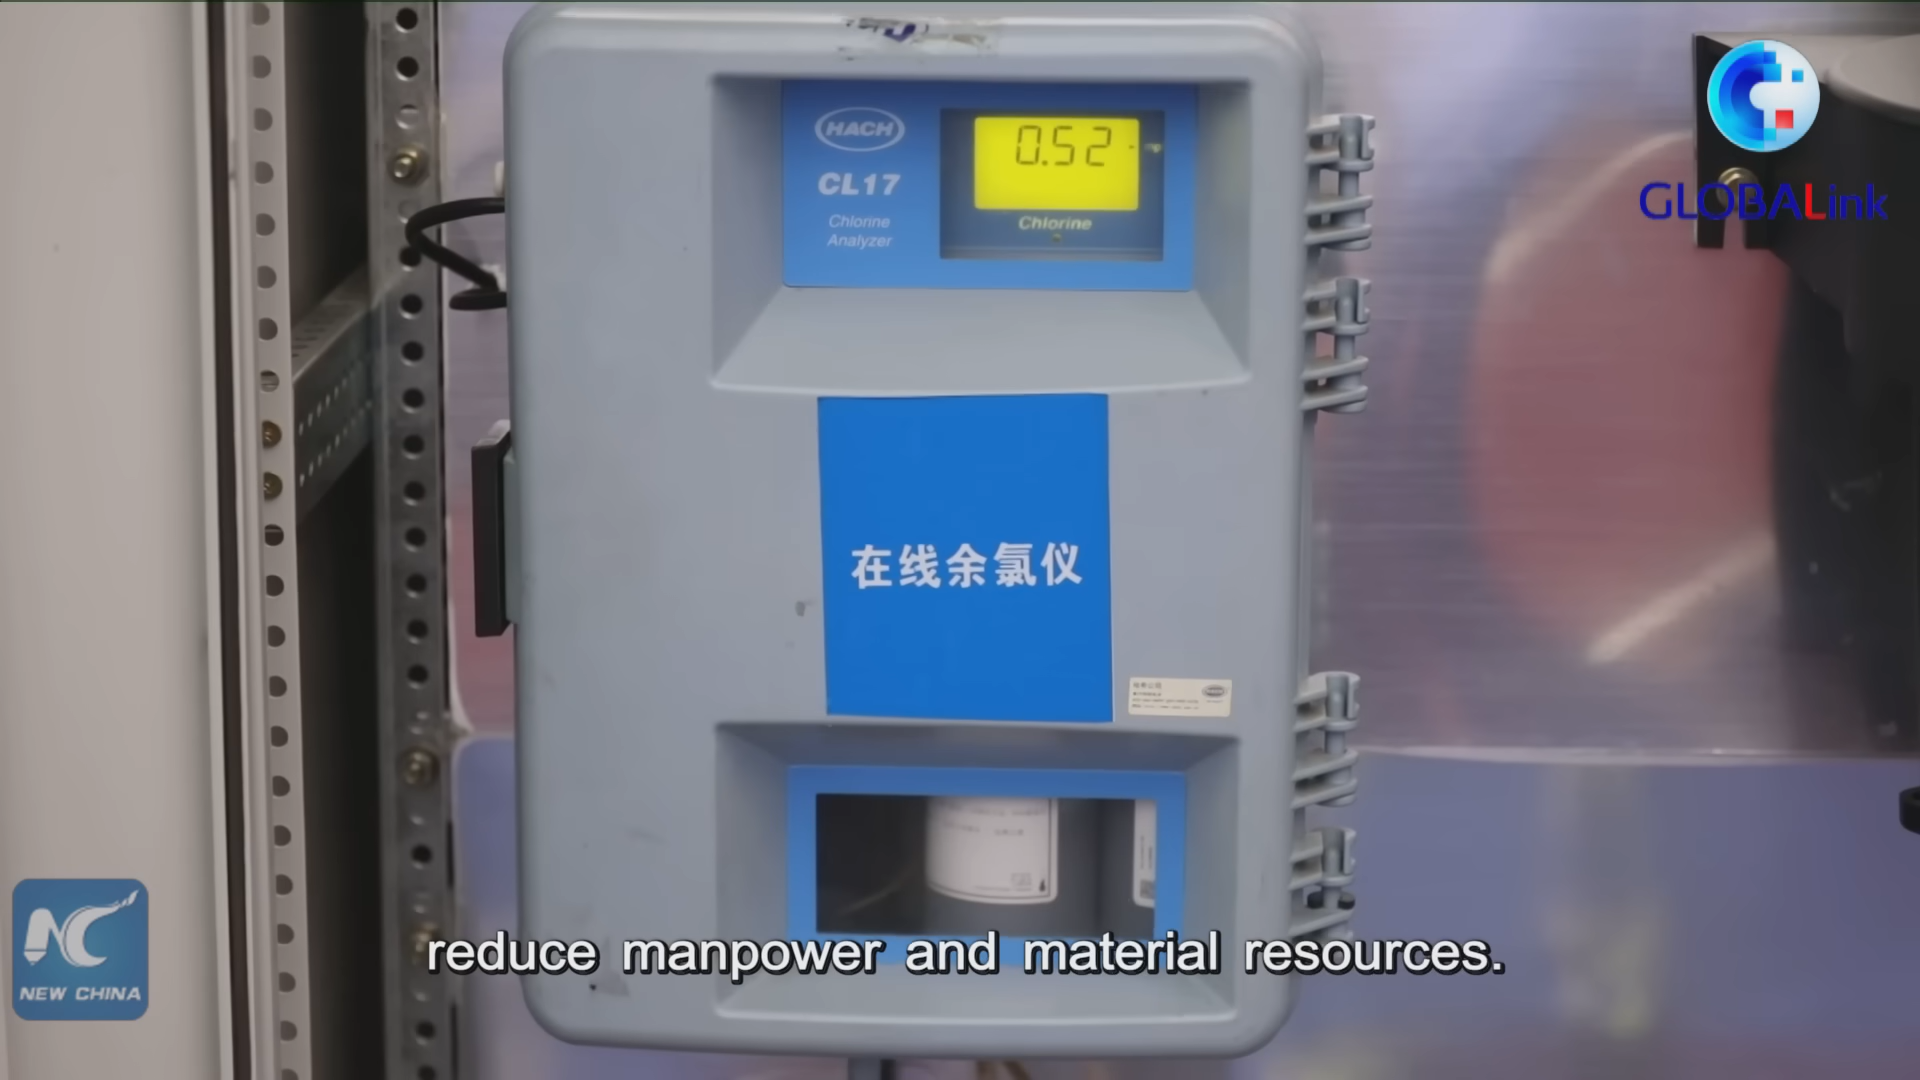 HACH
CL17
Chlorine
Analyzer
0.52
Chlorine
GLOBALink
在线余氯仪
reduce manpower and material resources.
NEW CHINA